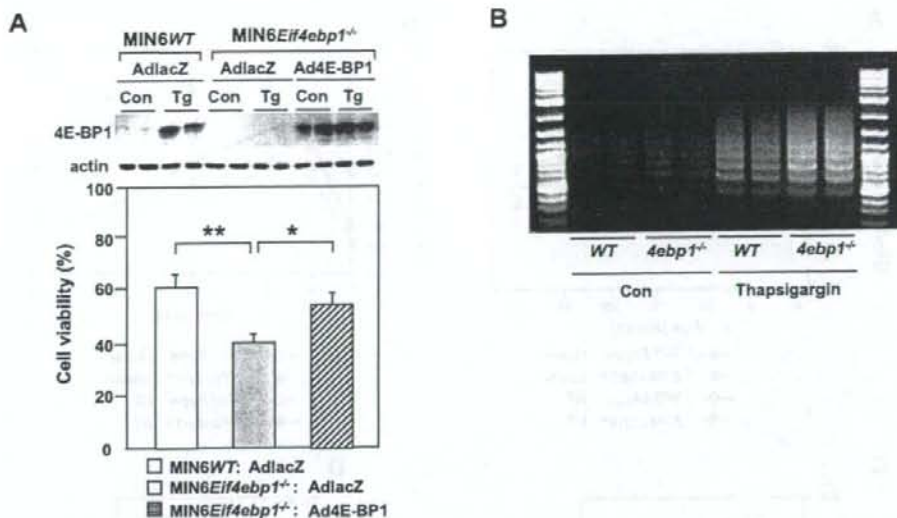 A
MIN6WT MIN6Eif4ebp1-/-
AdlacZ AdlacZ Ad4E-BP1
Con Tg Con Tg Con Tg
4E-BP1
actin
100
80
60
40
20
0
Cell viability (%)
** *
MIN6WT: AdlacZ
MIN6Eif4ebp1-/-: AdlacZ
MIN6Eif4ebp1-/-: Ad4E-BP1
B
WT 4ebp1-/- WT 4ebp1-/-
Con Thapsigargin